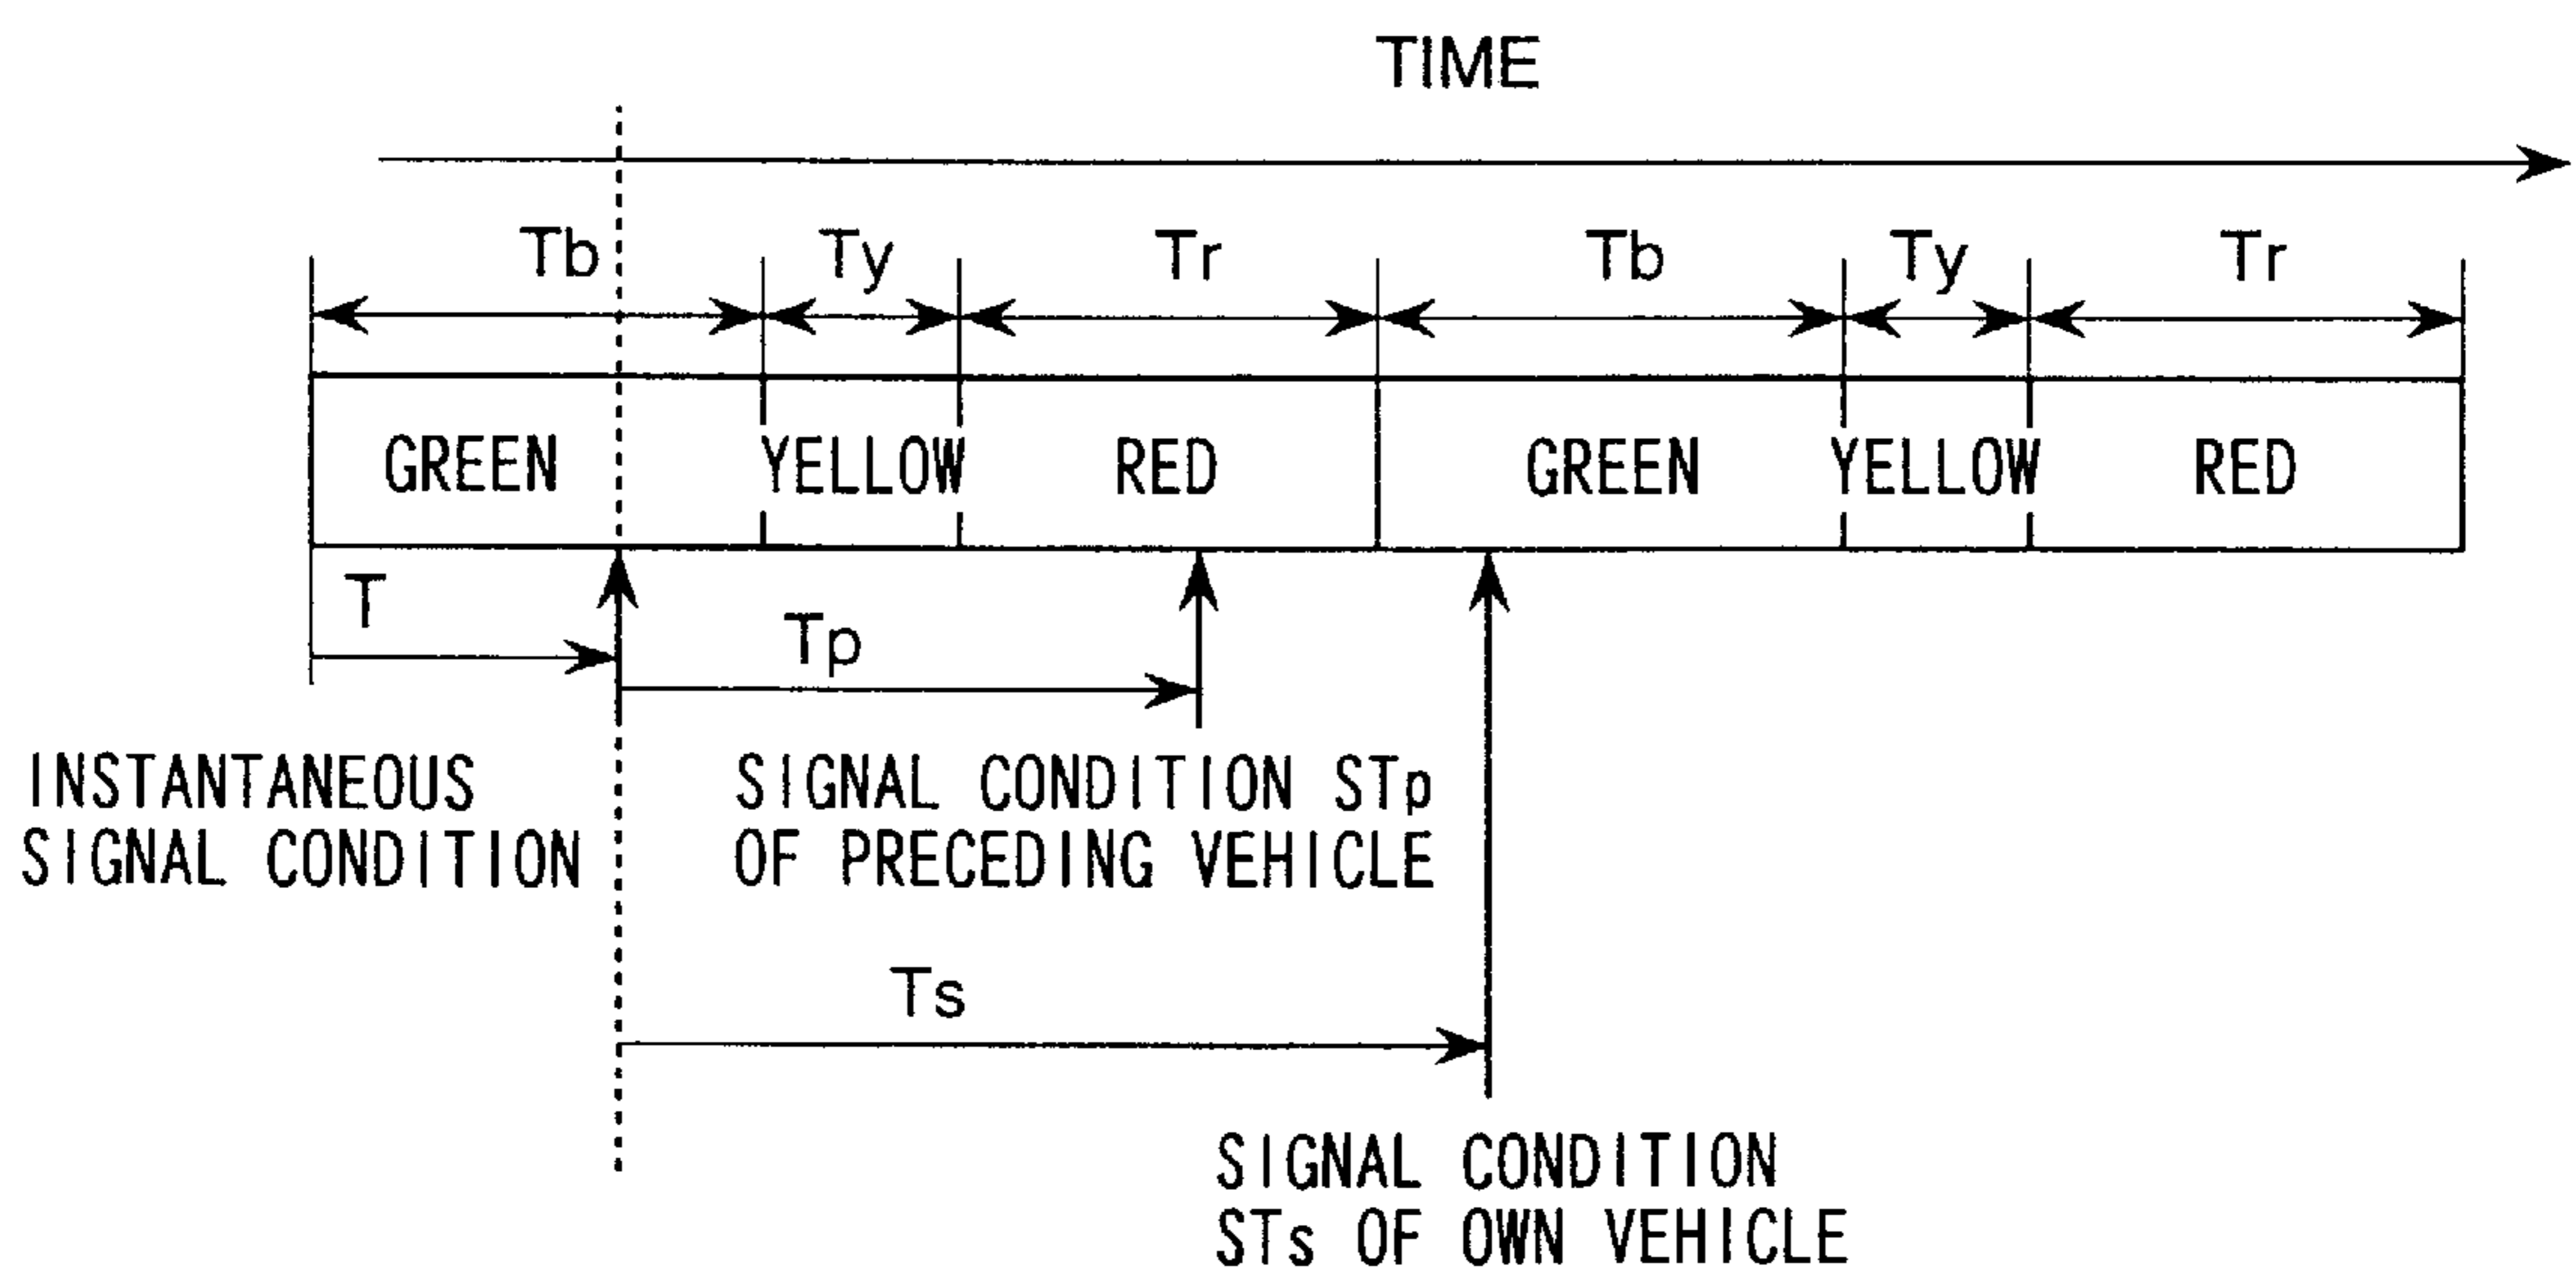 TIME
Tb Ty Tr Tb Ty Tr
GREEN YELLOW RED GREEN YELLOW RED
T
Tp
INSTANTANEOUS
SIGNAL CONDITION
SIGNAL CONDITION STp
OF PRECEDING VEHICLE
Ts
SIGNAL CONDITION
STs OF OWN VEHICLE